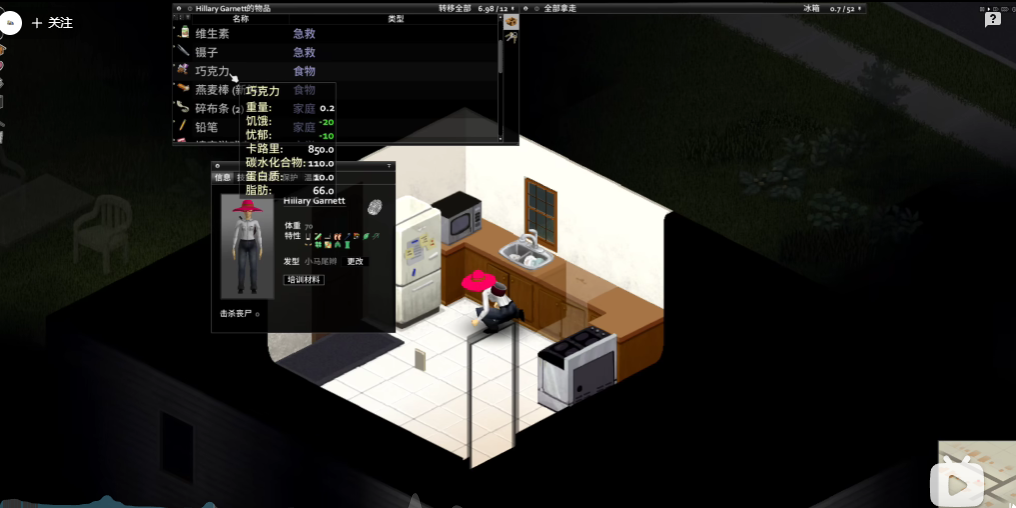 + 关注
Hillary Garnett的物品
转移全部 6.98 / 12
全部拿走
冰箱 0.7 / 52
名称 类型
维生素 急救
镊子 急救
巧克力 食物
燕麦棒 (新 食物
碎布条 (2) 家庭
铅笔 家庭
巧克力
重量: 0.2
饥饿: -20
忧郁: -10
卡路里: 850.0
碳水化合物: 110.0
蛋白质: 10.0
脂肪: 66.0
信息 保护
Hillary Garnett
体重 70
特性
发型 小马尾辫 更改
培训材料
击杀丧尸 0
?